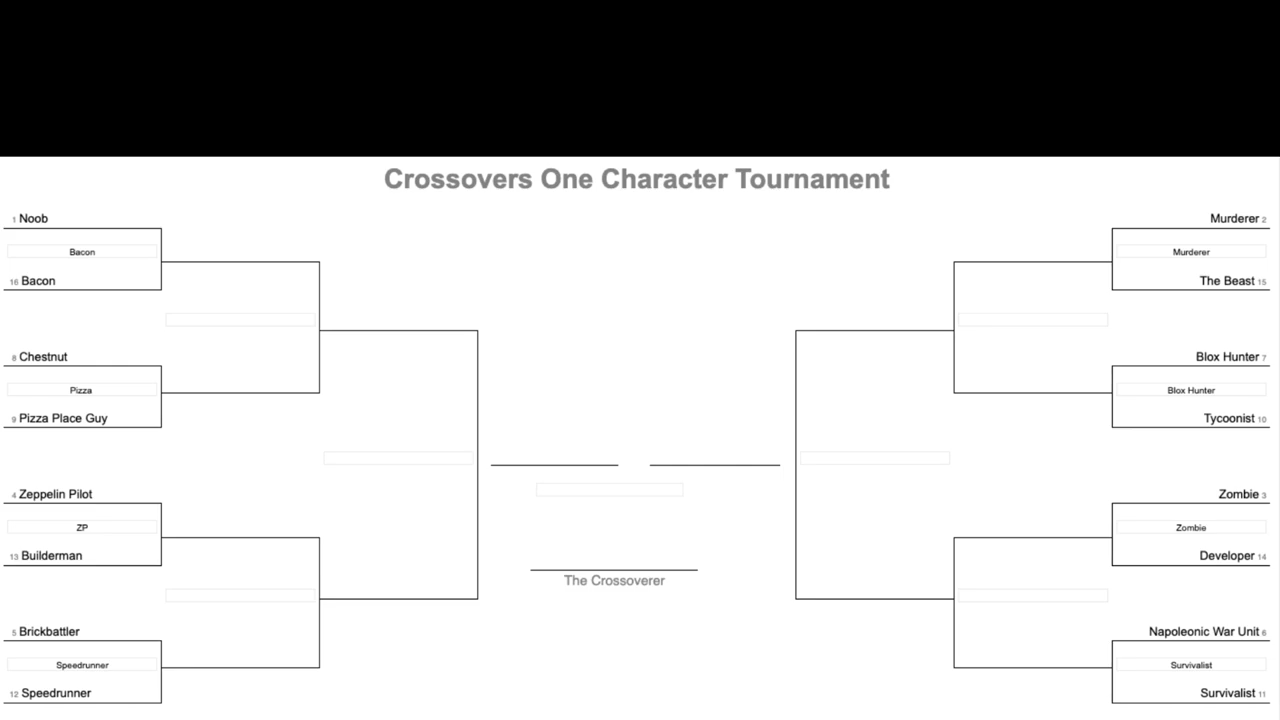 Crossovers One Character Tournament
1 Noob
Bacon
16 Bacon
8 Chestnut
Pizza
9 Pizza Place Guy
4 Zeppelin Pilot
ZP
13 Builderman
5 Brickbattler
Speedrunner
12 Speedrunner
The Crossoverer
Murderer 2
Murderer
The Beast 15
Blox Hunter 7
Blox Hunter
Tycoonist 10
Zombie 3
Zombie
Developer 14
Napoleonic War Unit 6
Survivalist
Survivalist 11